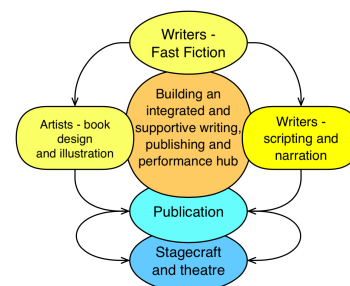 Writers -
Fast Fiction
Building an
integrated and
supportive writing,
publishing and
performance hub
Artists - book
design
and illustration
Writers -
scripting and
narration
Publication
Stagecraft
and theatre